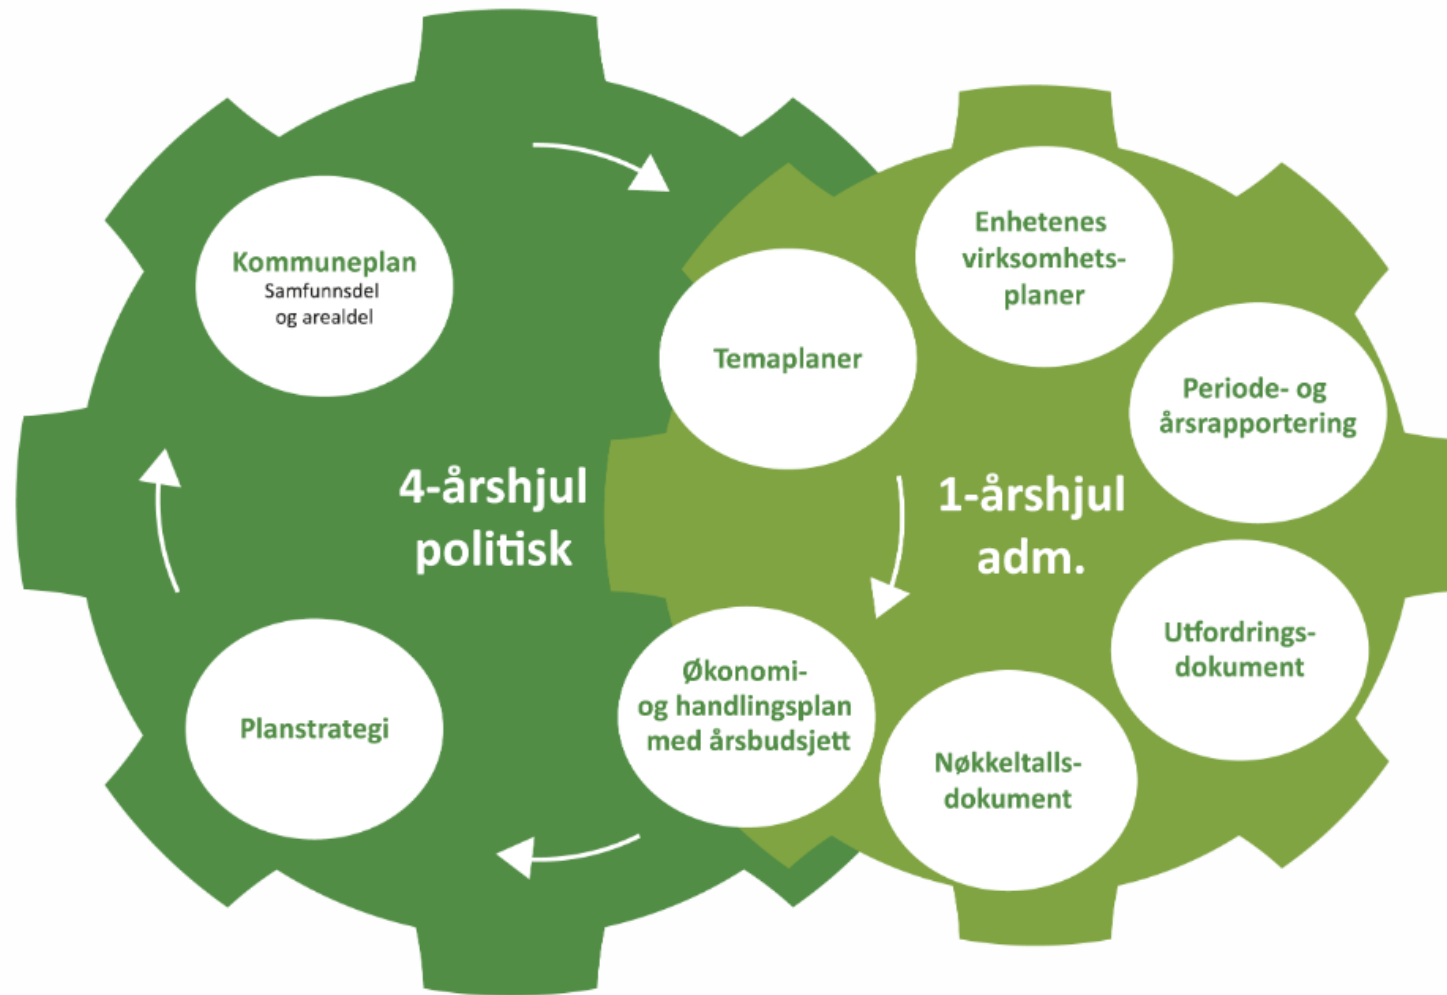 Kommuneplan
Samfunnsdel
og arealdel
Planstrategi
4-årshjul
politisk
Temaplaner
Økonomi-
og handlingsplan
med årsbudsjett
1-årshjul
adm.
Enhetenes
virksomhets-
planer
Periode- og
årsrapportering
Utfordrings-
dokument
Nøkkeltalls-
dokument